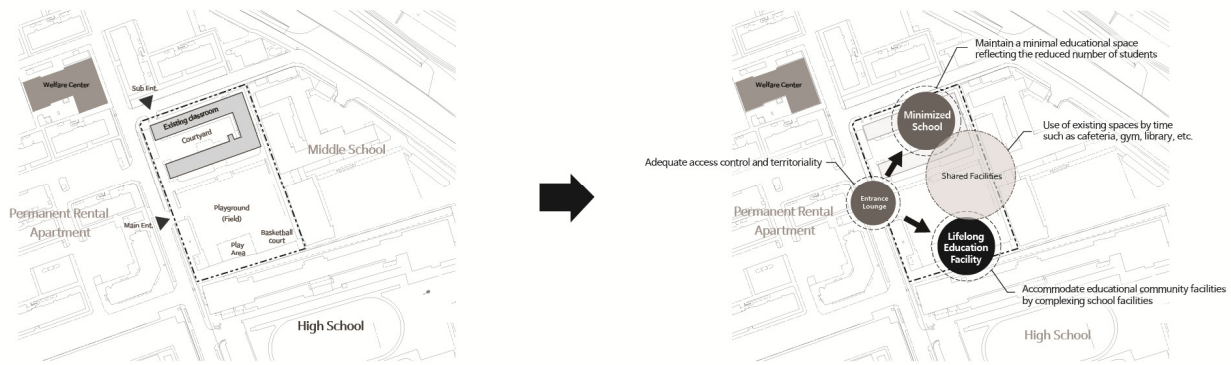 Welfare Center
Sub Ent.
Existing classroom
Courtyard
Middle School
Permanent Rental
Apartment
Main Ent.
Playground
(Field)
Basketball
court
Play
Area
High School
Maintain a minimal educational space
reflecting the reduced number of students
Welfare Center
Minimized
School
Use of existing spaces by time
such as cafeteria, gym, library, etc.
Adequate access control and territoriality
Shared Facilities
Entrance
Lounge
Permanent Rental
Apartment
Lifelong
Education
Facility
Accommodate educational community facilities
by complexing school facilities
High School